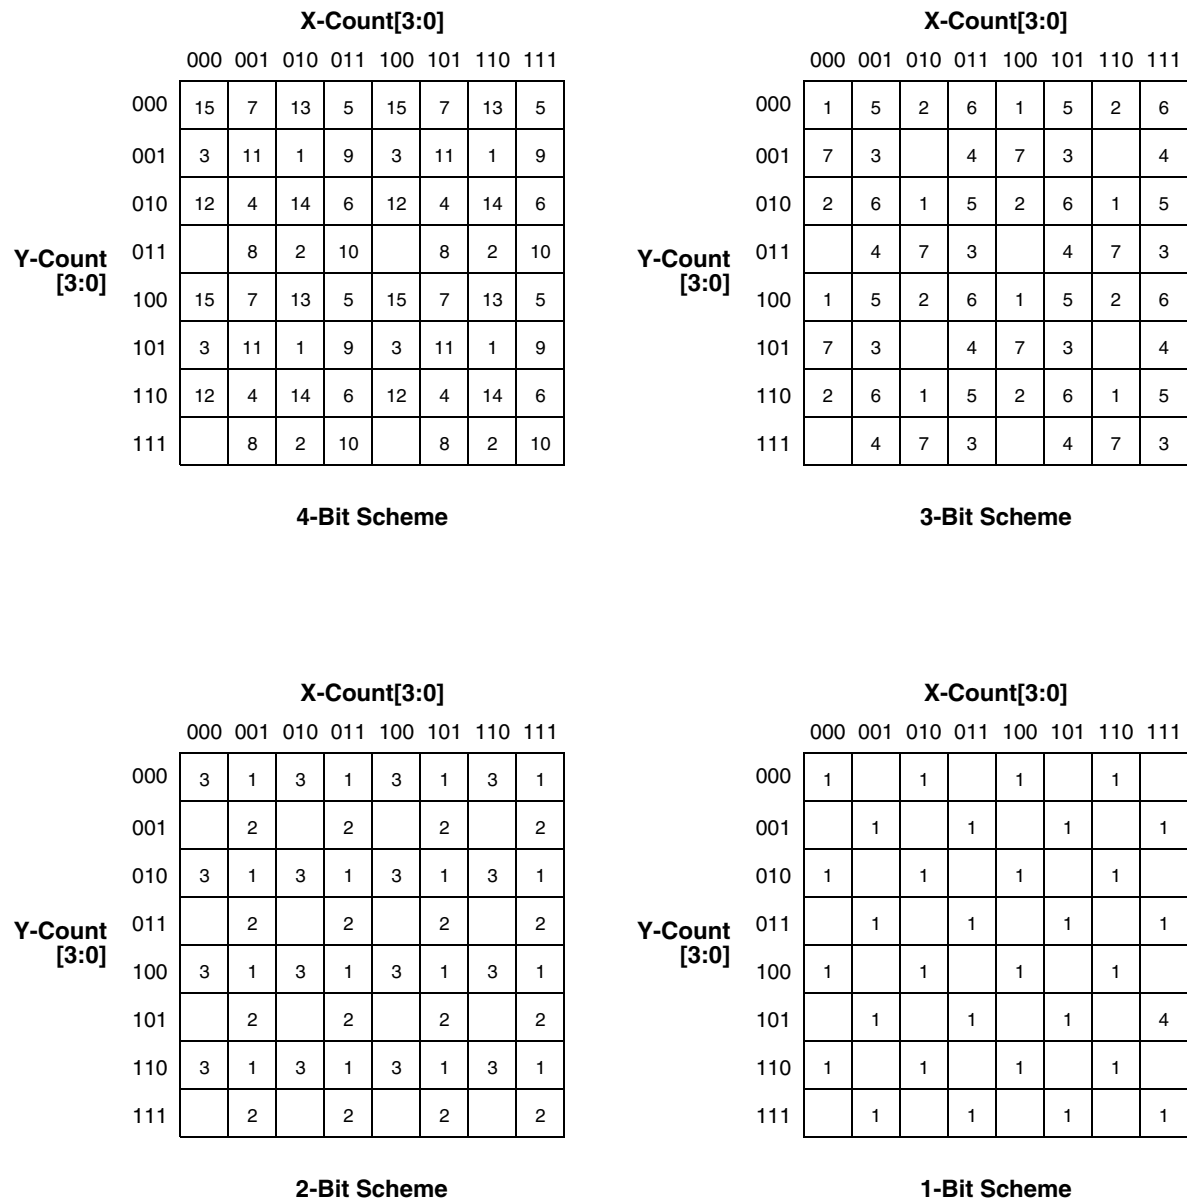 X-Count[3:0]
000 001 010 011 100 101 110 111
000 15 7 13 5 15 7 13 5
001 3 11 1 9 3 11 1 9
010 12 4 14 6 12 4 14 6
Y-Count
[3:0]
011 8 2 10 8 2 10
100 15 7 13 5 15 7 13 5
101 3 11 1 9 3 11 1 9
110 12 4 14 6 12 4 14 6
111 8 2 10 8 2 10
4-Bit Scheme
X-Count[3:0]
000 001 010 011 100 101 110 111
000 1 5 2 6 1 5 2 6
001 7 3 4 7 3 4
010 2 6 1 5 2 6 1 5
Y-Count
[3:0]
011 4 7 3 4 7 3
100 1 5 2 6 1 5 2 6
101 7 3 4 7 3 4
110 2 6 1 5 2 6 1 5
111 4 7 3 4 7 3
3-Bit Scheme
X-Count[3:0]
000 001 010 011 100 101 110 111
000 3 1 3 1 3 1 3 1
001 2 2 2 2
010 3 1 3 1 3 1 3 1
Y-Count
[3:0]
011 2 2 2 2
100 3 1 3 1 3 1 3 1
101 2 2 2 2
110 3 1 3 1 3 1 3 1
111 2 2 2 2
2-Bit Scheme
X-Count[3:0]
000 001 010 011 100 101 110 111
000 1 1 1 1
001 1 1 1 1
010 1 1 1 1
Y-Count
[3:0]
011 1 1 1 1
100 1 1 1 1
101 1 1 1 4
110 1 1 1 1
111 1 1 1 1
1-Bit Scheme